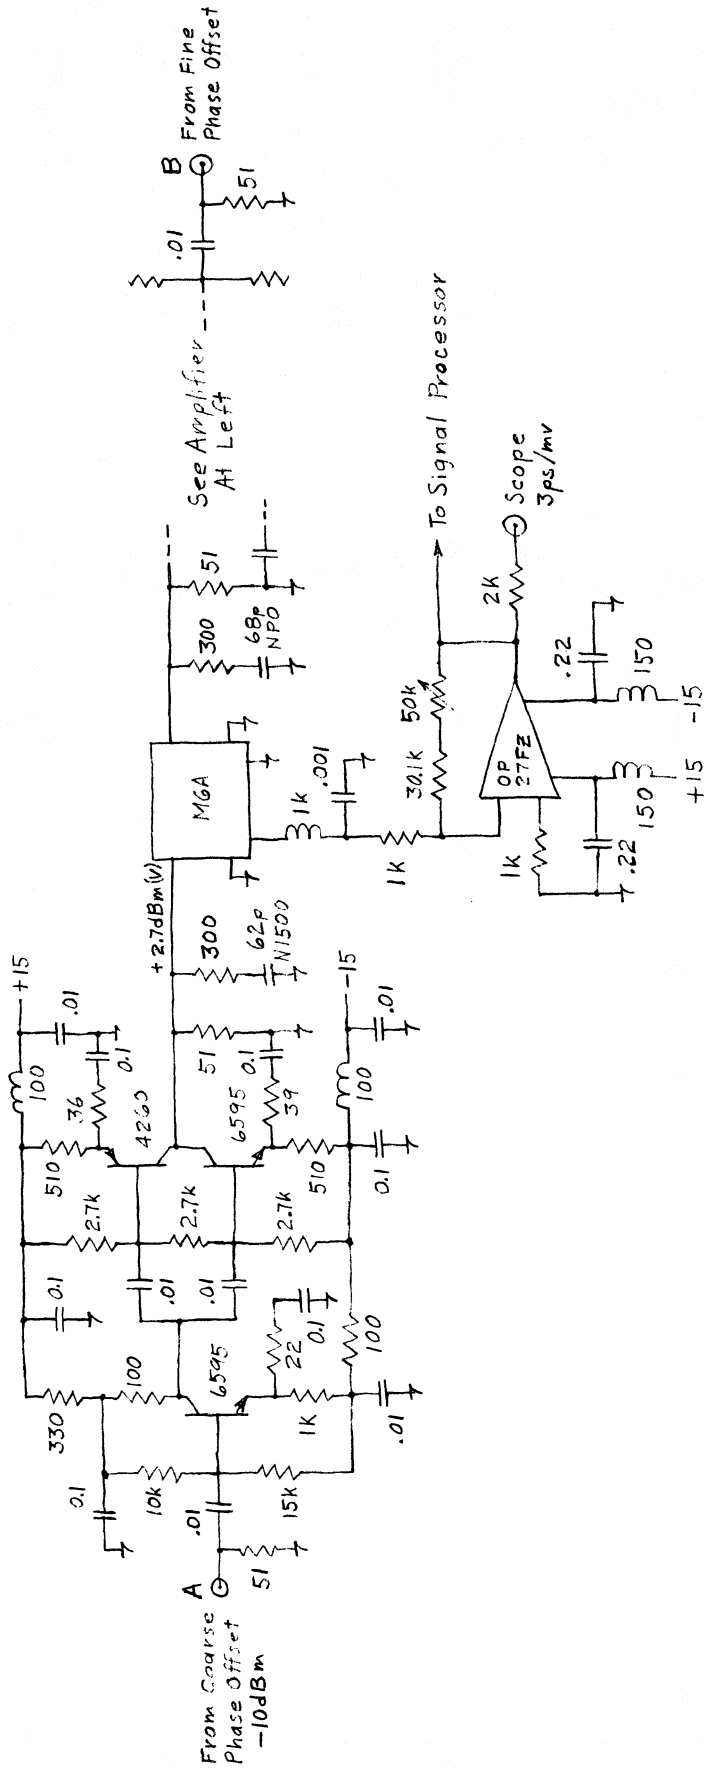 From Coarse
Phase Offset
-10dBm
A
51
.01
0.1
10k
15k
330
100
6595
1k
22
0.1
.01
100
0.1
.01
.01
2.7k
2.7k
2.7k
510
36
4260
6595
39
510
0.1
100
+15
.01
0.1
51
0.1
100
-15
.01
+2.7dBm(V)
300
62p
N1500
M6A
1k
.001
1k
30.1k
50k
OP
27FZ
1k
.22
150
+15
.22
150
-15
2k
Scope
3ps/mv
To Signal Processor
300
68p
NPO
51
See Amplifier
At Left
.01
51
B
From Fine
Phase Offset